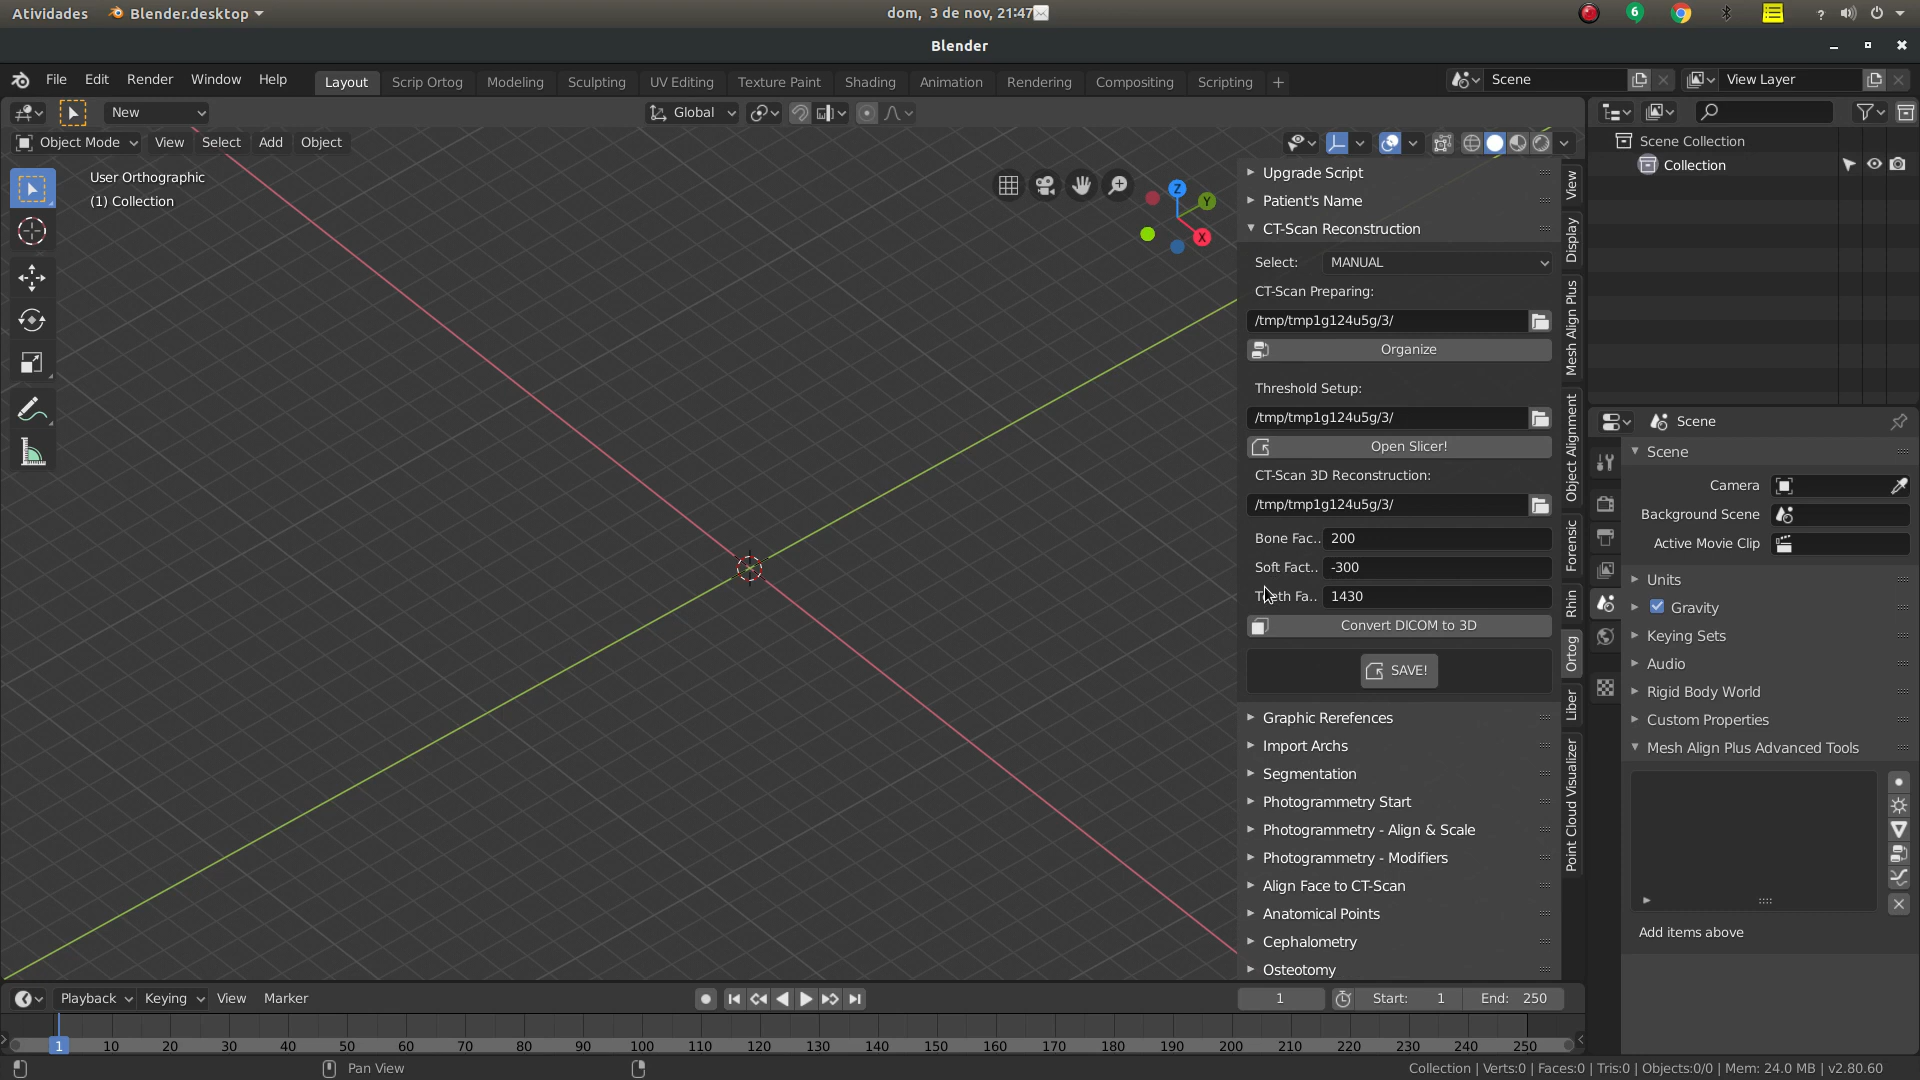 Atividades Blender.desktop dom, 3 de nov, 21:47 6 ?
Blender
File Edit Render Window Help Layout Scrip Ortog Modeling Sculpting UV Editing Texture Paint Shading Animation Rendering Compositing Scripting + Scene View Layer
New Global
Object Mode View Select Add Object
User Orthographic
(1) Collection
Z
Y
X
Upgrade Script
Patient's Name
CT-Scan Reconstruction
Select: MANUAL
CT-Scan Preparing:
/tmp/tmp1g124u5g/3/
Organize
Threshold Setup:
/tmp/tmp1g124u5g/3/
Open Slicer!
CT-Scan 3D Reconstruction:
/tmp/tmp1g124u5g/3/
Bone Fac.. 200
Soft Fact.. -300
Teeth Fa.. 1430
Convert DICOM to 3D
SAVE!
Graphic Rerefences
Import Archs
Segmentation
Photogrammetry Start
Photogrammetry - Align & Scale
Photogrammetry - Modifiers
Align Face to CT-Scan
Anatomical Points
Cephalometry
Osteotomy
View
Display
Mesh Align Plus
Object Alignment
Forensic
Rhin
Ortog
Liber
Point Cloud Visualizer
Scene Collection
Collection
Scene
Scene
Camera
Background Scene
Active Movie Clip
Units
Gravity
Keying Sets
Audio
Rigid Body World
Custom Properties
Mesh Align Plus Advanced Tools
Add items above
Playback Keying View Marker 1 Start: 1 End: 250
1 10 20 30 40 50 60 70 80 90 100 110 120 130 140 150 160 170 180 190 200 210 220 230 240 250
Pan View Collection | Verts:0 | Faces:0 | Tris:0 | Objects:0/0 | Mem: 24.0 MB | v2.80.60